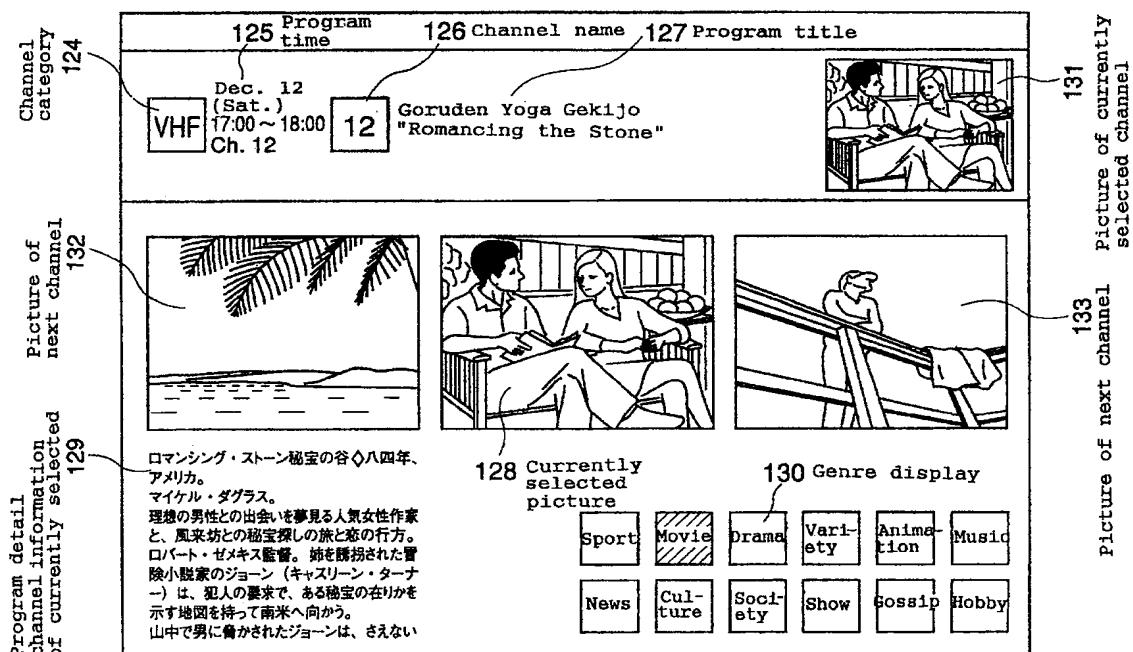 125 Program time
126 Channel name
127 Program title
Channel category
124
VHF
Dec. 12
(Sat.)
17:00 ~ 18:00
Ch. 12
12
Goruden Yoga Gekijo
"Romancing the Stone"
131
Picture of currently
selected channel
Picture of
next channel
132
133
Picture of next channel
Program detail
channel information
of currently selected
129
ロマンシング・ストーン秘宝の谷◇八四年、
アメリカ。
マイケル・ダグラス。
理想の男性との出会いを夢見る人気女性作家
と、風来坊との秘宝探しの旅と恋の行方。
ロバート・ゼメキス監督。 姉を誘拐された冒
険小説家のジョーン (キャスリーン・ターナ
ー) は、犯人の要求で、ある秘宝の在りかを
示す地図を持って南米へ向かう。
山中で男に脅かされたジョーンは、さえない
128 Currently
selected
picture
130 Genre display
Sport Movie Drama Vari-ety Anima-tion Music
News Cul-ture Soci-ety Show Gossip Hobby